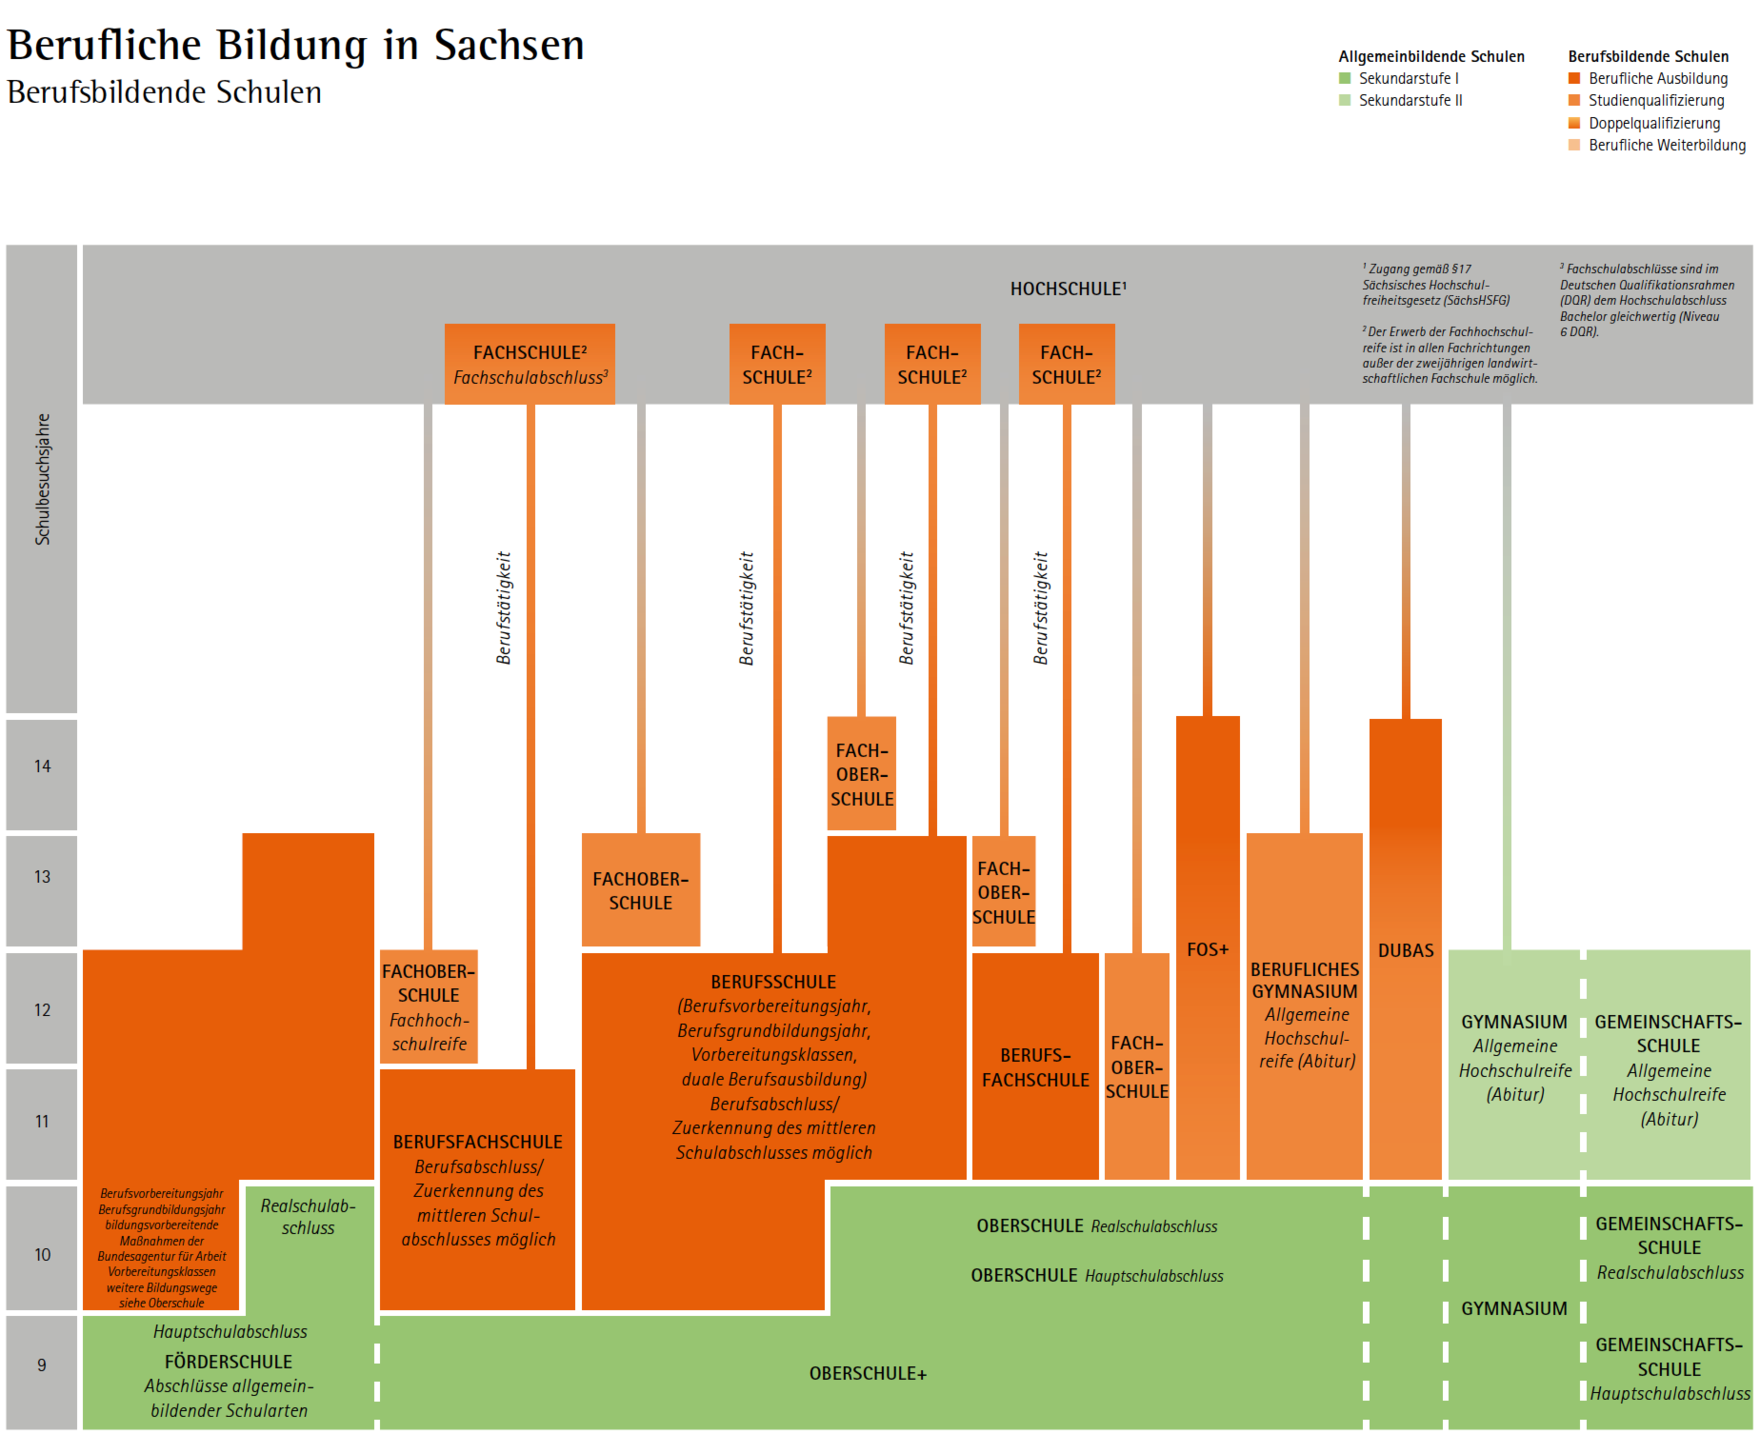 Berufliche Bildung in Sachsen
Berufsbildende Schulen
Allgemeinbildende Schulen
Sekundarstufe I
Sekundarstufe II
Berufsbildende Schulen
Berufliche Ausbildung
Studienqualifizierung
Doppelqualifizierung
Berufliche Weiterbildung
HOCHSCHULE¹
¹ Zugang gemäß §17
Sächsisches Hochschul-
freiheitsgesetz (SächsHSFG)
² Der Erwerb der Fachhochschul-
reife ist in allen Fachrichtungen
außer der zweijährigen landwirt-
schaftlichen Fachschule möglich.
³ Fachschulabschlüsse sind im
Deutschen Qualifikationsrahmen
(DQR) dem Hochschulabschluss
Bachelor gleichwertig (Niveau
6 DQR).
FACHSCHULE²
Fachschulabschluss³
FACH-
SCHULE²
FACH-
SCHULE²
FACH-
SCHULE²
Schulbesuchsjahre
Berufstätigkeit
Berufstätigkeit
Berufstätigkeit
Berufstätigkeit
14
FACH-
OBER-
SCHULE
13
FACHOBER-
SCHULE
FACH-
OBER-
SCHULE
12
FACHOBER-
SCHULE
Fachhoch-
schulreife
BERUFSSCHULE
(Berufsvorbereitungsjahr,
Berufsgrundbildungsjahr,
Vorbereitungsklassen,
duale Berufsausbildung)
Berufsabschluss/
Zuerkennung des mittleren
Schulabschlusses möglich
BERUFS-
FACHSCHULE
FACH-
OBER-
SCHULE
FOS+
BERUFLICHES
GYMNASIUM
Allgemeine
Hochschul-
reife (Abitur)
DUBAS
GYMNASIUM
Allgemeine
Hochschulreife
(Abitur)
GEMEINSCHAFTS-
SCHULE
Allgemeine
Hochschulreife
(Abitur)
11
BERUFSFACHSCHULE
Berufsabschluss/
Zuerkennung des
mittleren Schul-
abschlusses möglich
10
Berufsvorbereitungsjahr
Berufsgrundbildungsjahr
bildungsvorbereitende
Maßnahmen der
Bundesagentur für Arbeit
Vorbereitungsklassen
weitere Bildungswege
siehe Oberschule
Realschulab-
schluss
OBERSCHULE Realschulabschluss
OBERSCHULE Hauptschulabschluss
GYMNASIUM
GEMEINSCHAFTS-
SCHULE
Realschulabschluss
9
Hauptschulabschluss
FÖRDERSCHULE
Abschlüsse allgemein-
bildender Schularten
OBERSCHULE+
GEMEINSCHAFTS-
SCHULE
Hauptschulabschluss